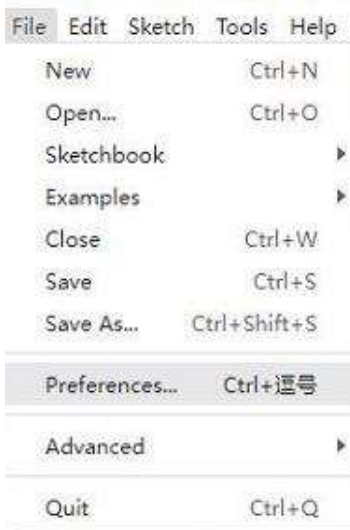 File Edit Sketch Tools Help
New Ctrl+N
Open... Ctrl+O
Sketchbook
Examples
Close Ctrl+W
Save Ctrl+S
Save As... Ctrl+Shift+S
Preferences... Ctrl+逗号
Advanced
Quit Ctrl+Q